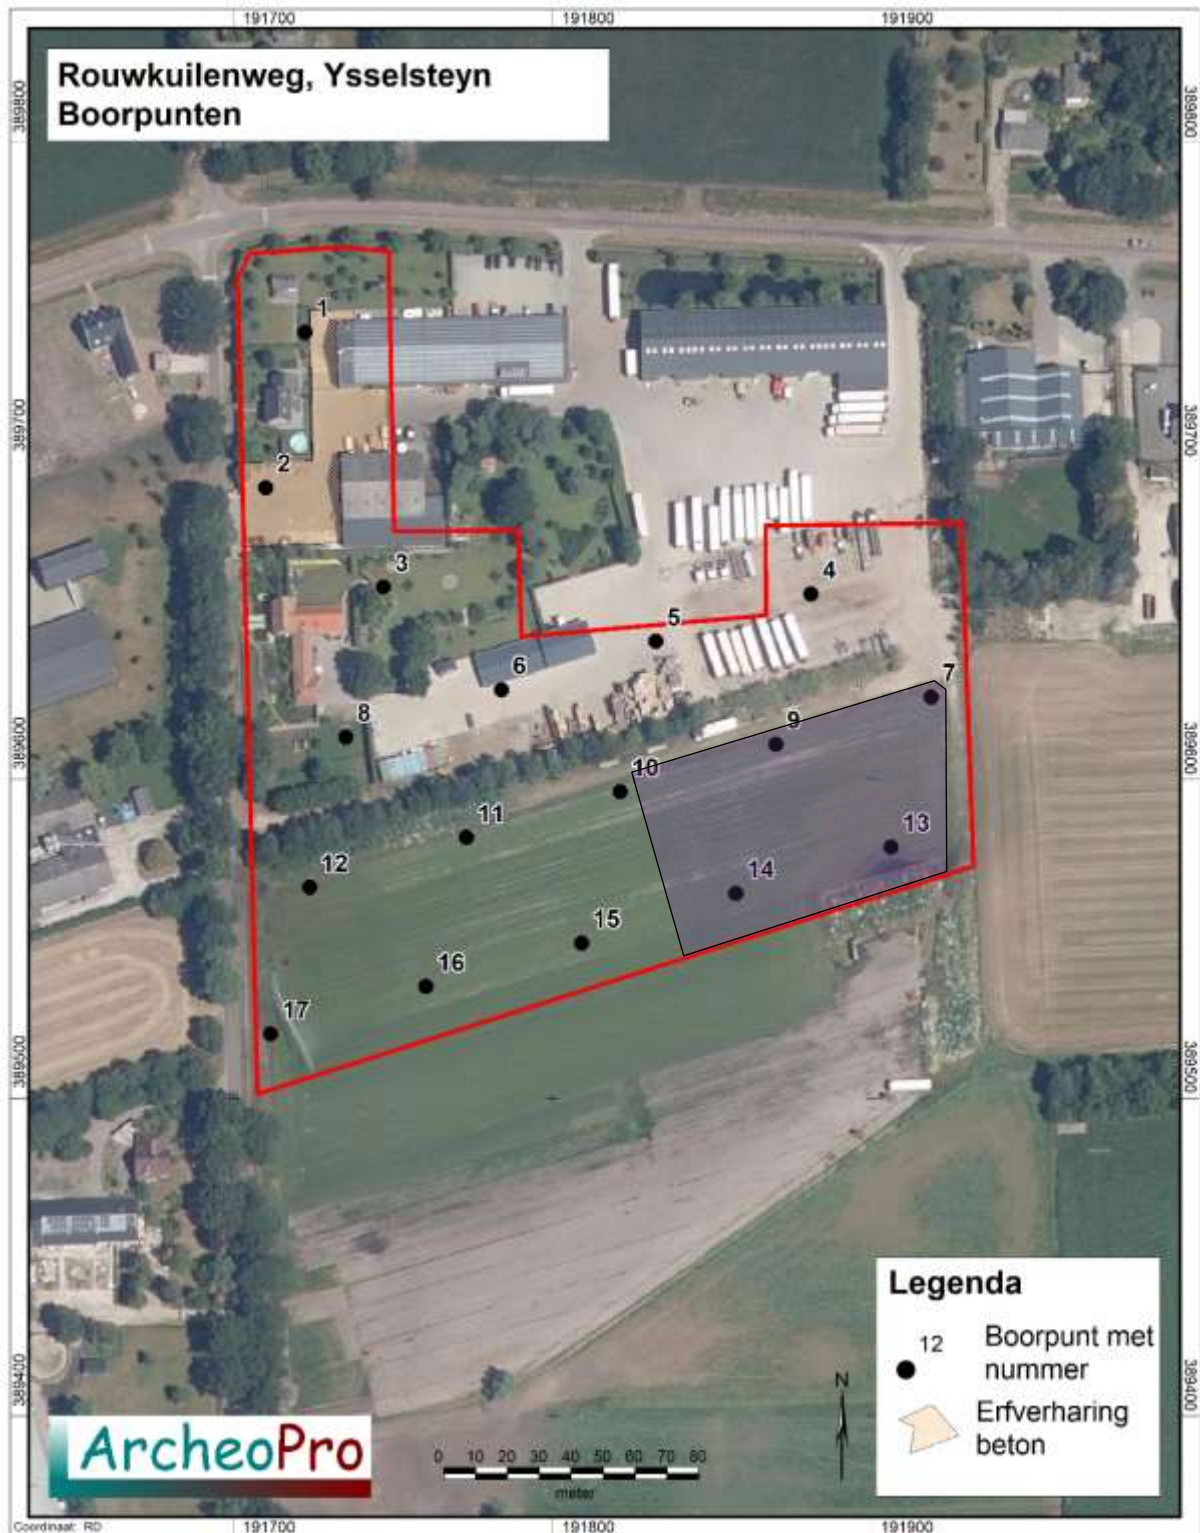 191700 191800 191900
Rouwkuilenweg, Ysselsteyn
Boorpunten
389800 389800
1
389700 389700
2
3
4
5
6
7
8
9
389600 389600
10
11
12
13
14
15
16
17
389500 389500
Legenda
12 Boorpunt met
nummer
Erfverharing
beton
N
389400 389400
ArcheoPro
0 10 20 30 40 50 60 70 80
meter
Coordinaat: RD
191700 191800 191900